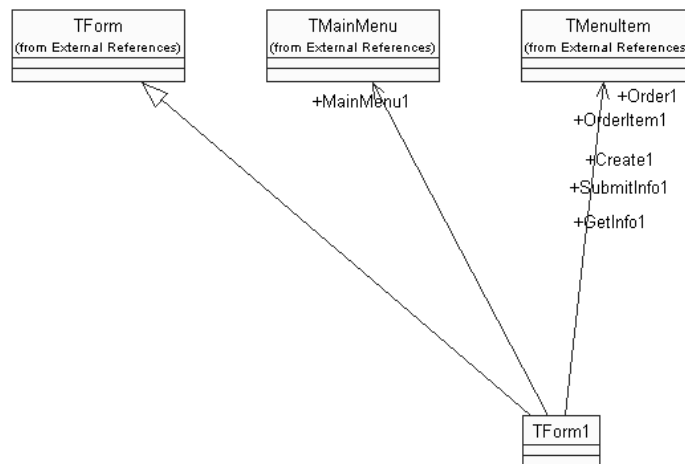 TForm
(from External References)
TMainMenu
(from External References)
TMenuItem
(from External References)
+MainMenu1
+Order1
+OrderItem1
+Create1
+SubmitInfo1
+GetInfo1
TForm1